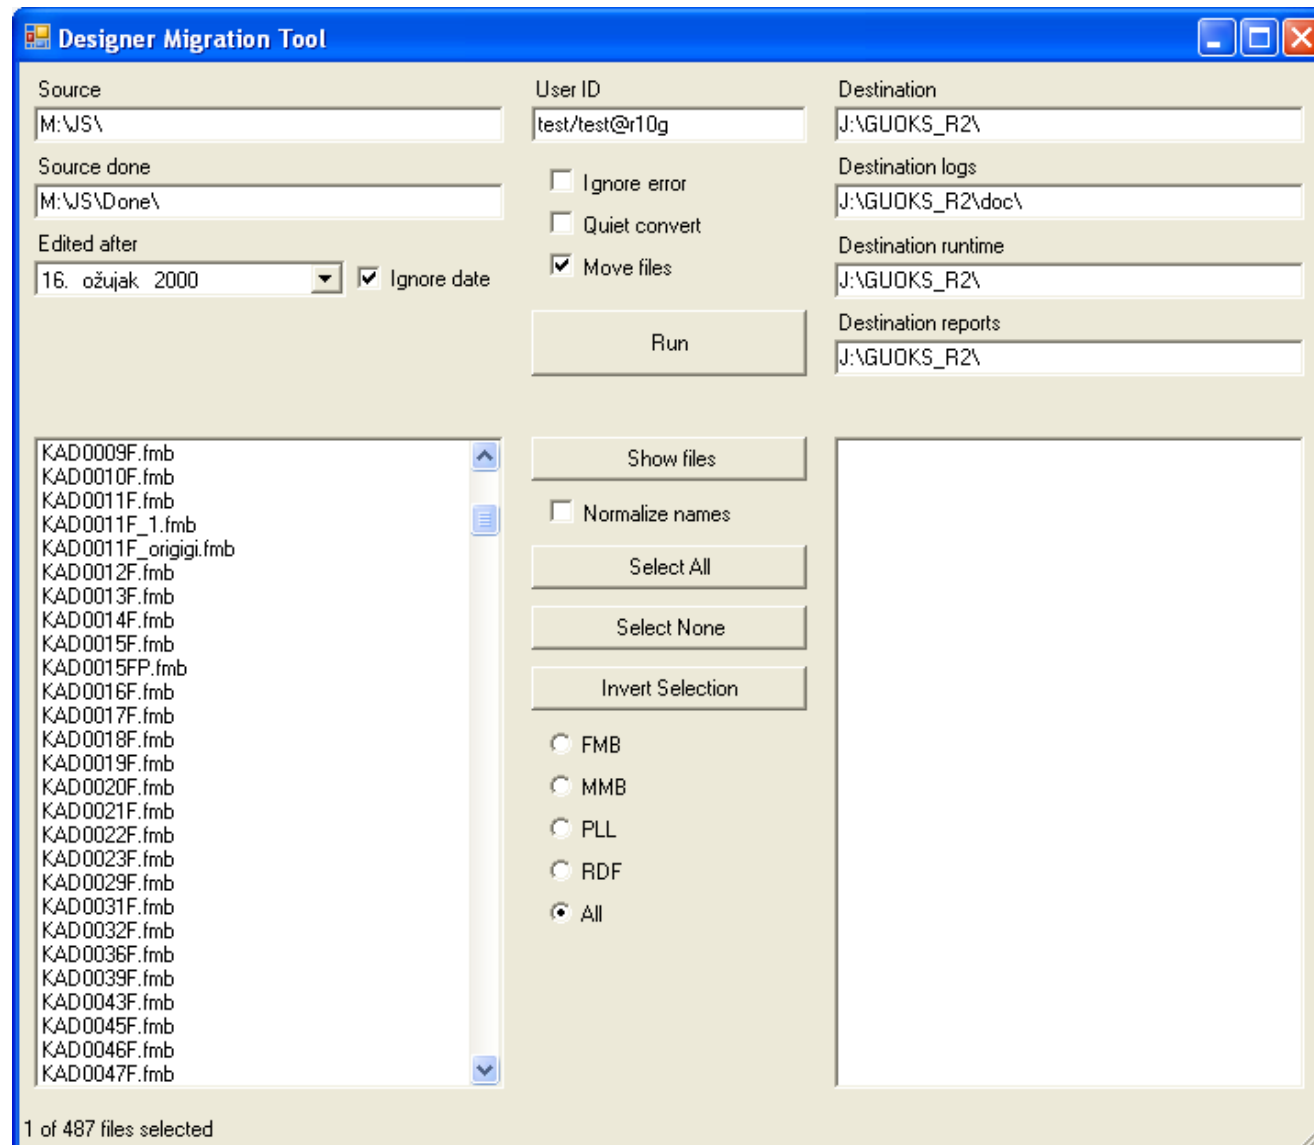 Designer Migration Tool
Source
M:\JS\
Source done
M:\JS\Done\
Edited after
16. ožujak 2000
Ignore date
User ID
test/test@r10g
Ignore error
Quiet convert
Move files
Run
Destination
J:\GUOKS_R2\
Destination logs
J:\GUOKS_R2\doc\
Destination runtime
J:\GUOKS_R2\
Destination reports
J:\GUOKS_R2\
KAD0009F.fmb
KAD0010F.fmb
KAD0011F.fmb
KAD0011F_1.fmb
KAD0011F_origigi.fmb
KAD0012F.fmb
KAD0013F.fmb
KAD0014F.fmb
KAD0015F.fmb
KAD0015FP.fmb
KAD0016F.fmb
KAD0017F.fmb
KAD0018F.fmb
KAD0019F.fmb
KAD0020F.fmb
KAD0021F.fmb
KAD0022F.fmb
KAD0023F.fmb
KAD0029F.fmb
KAD0031F.fmb
KAD0032F.fmb
KAD0036F.fmb
KAD0039F.fmb
KAD0043F.fmb
KAD0045F.fmb
KAD0046F.fmb
KAD0047F.fmb
Show files
Normalize names
Select All
Select None
Invert Selection
FMB
MMB
PLL
RDF
All
1 of 487 files selected